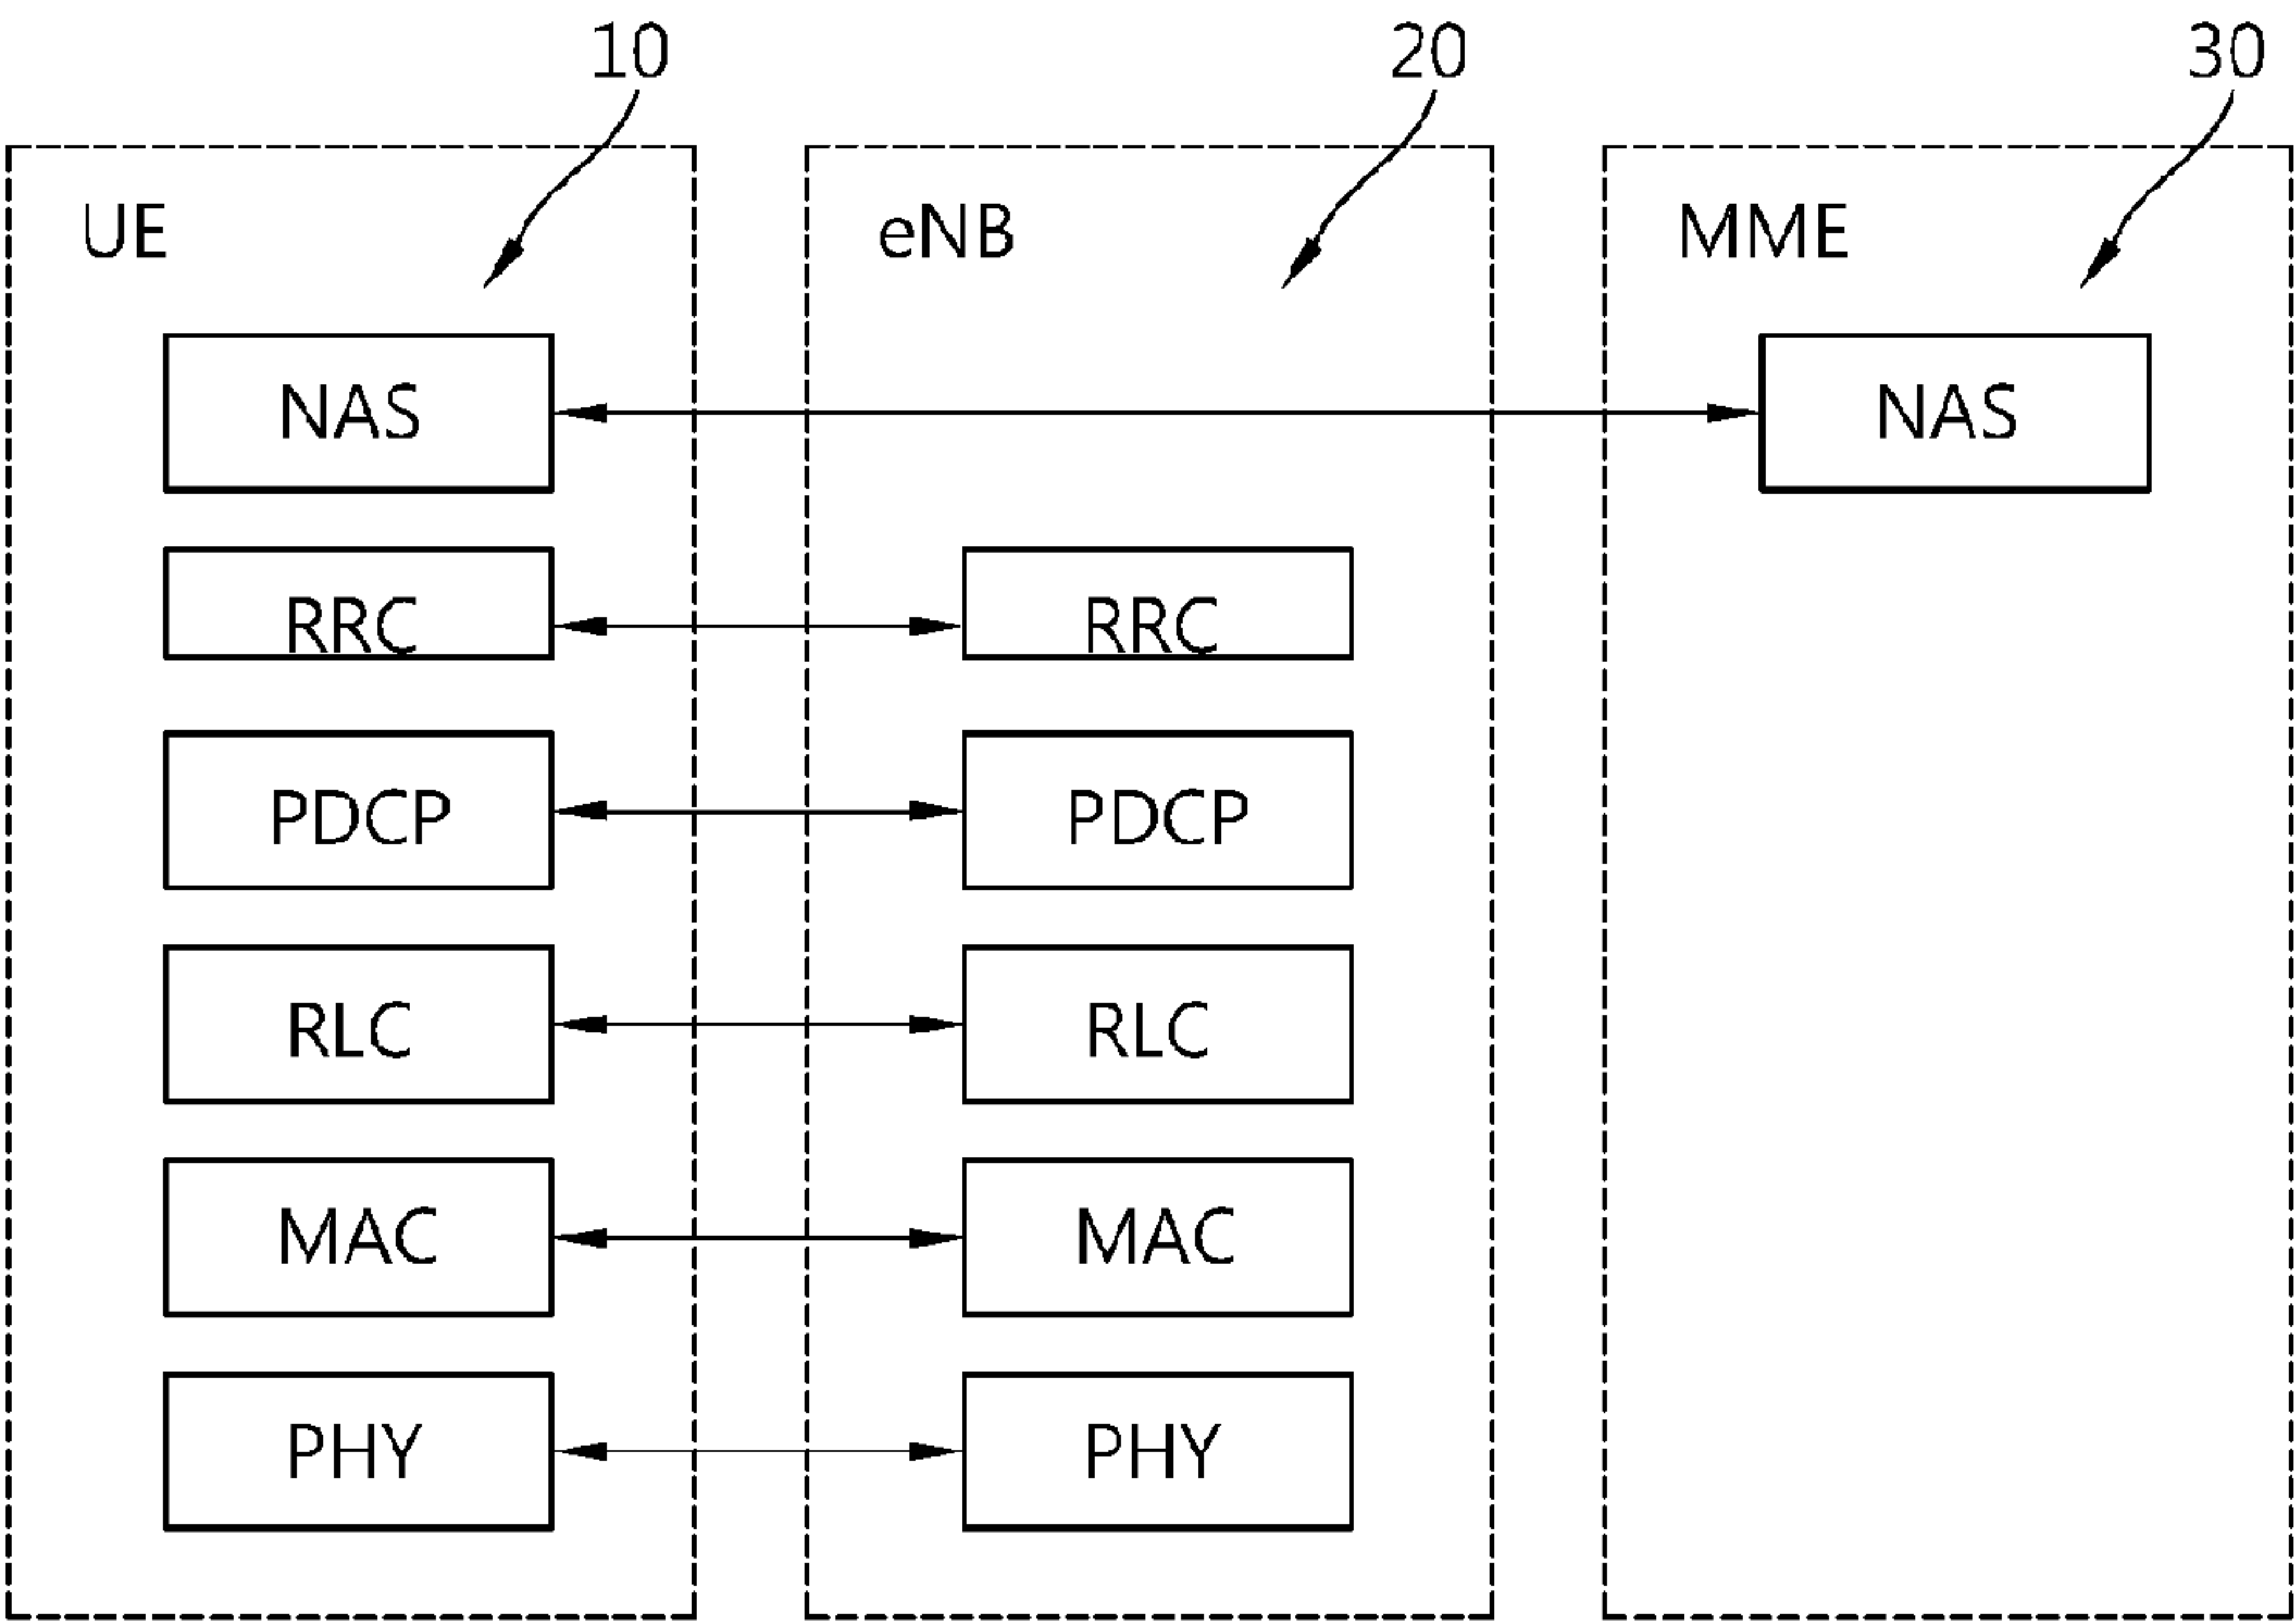 10 20 30
UE eNB MME
NAS NAS
RRC RRC
PDCP PDCP
RLC RLC
MAC MAC
PHY PHY